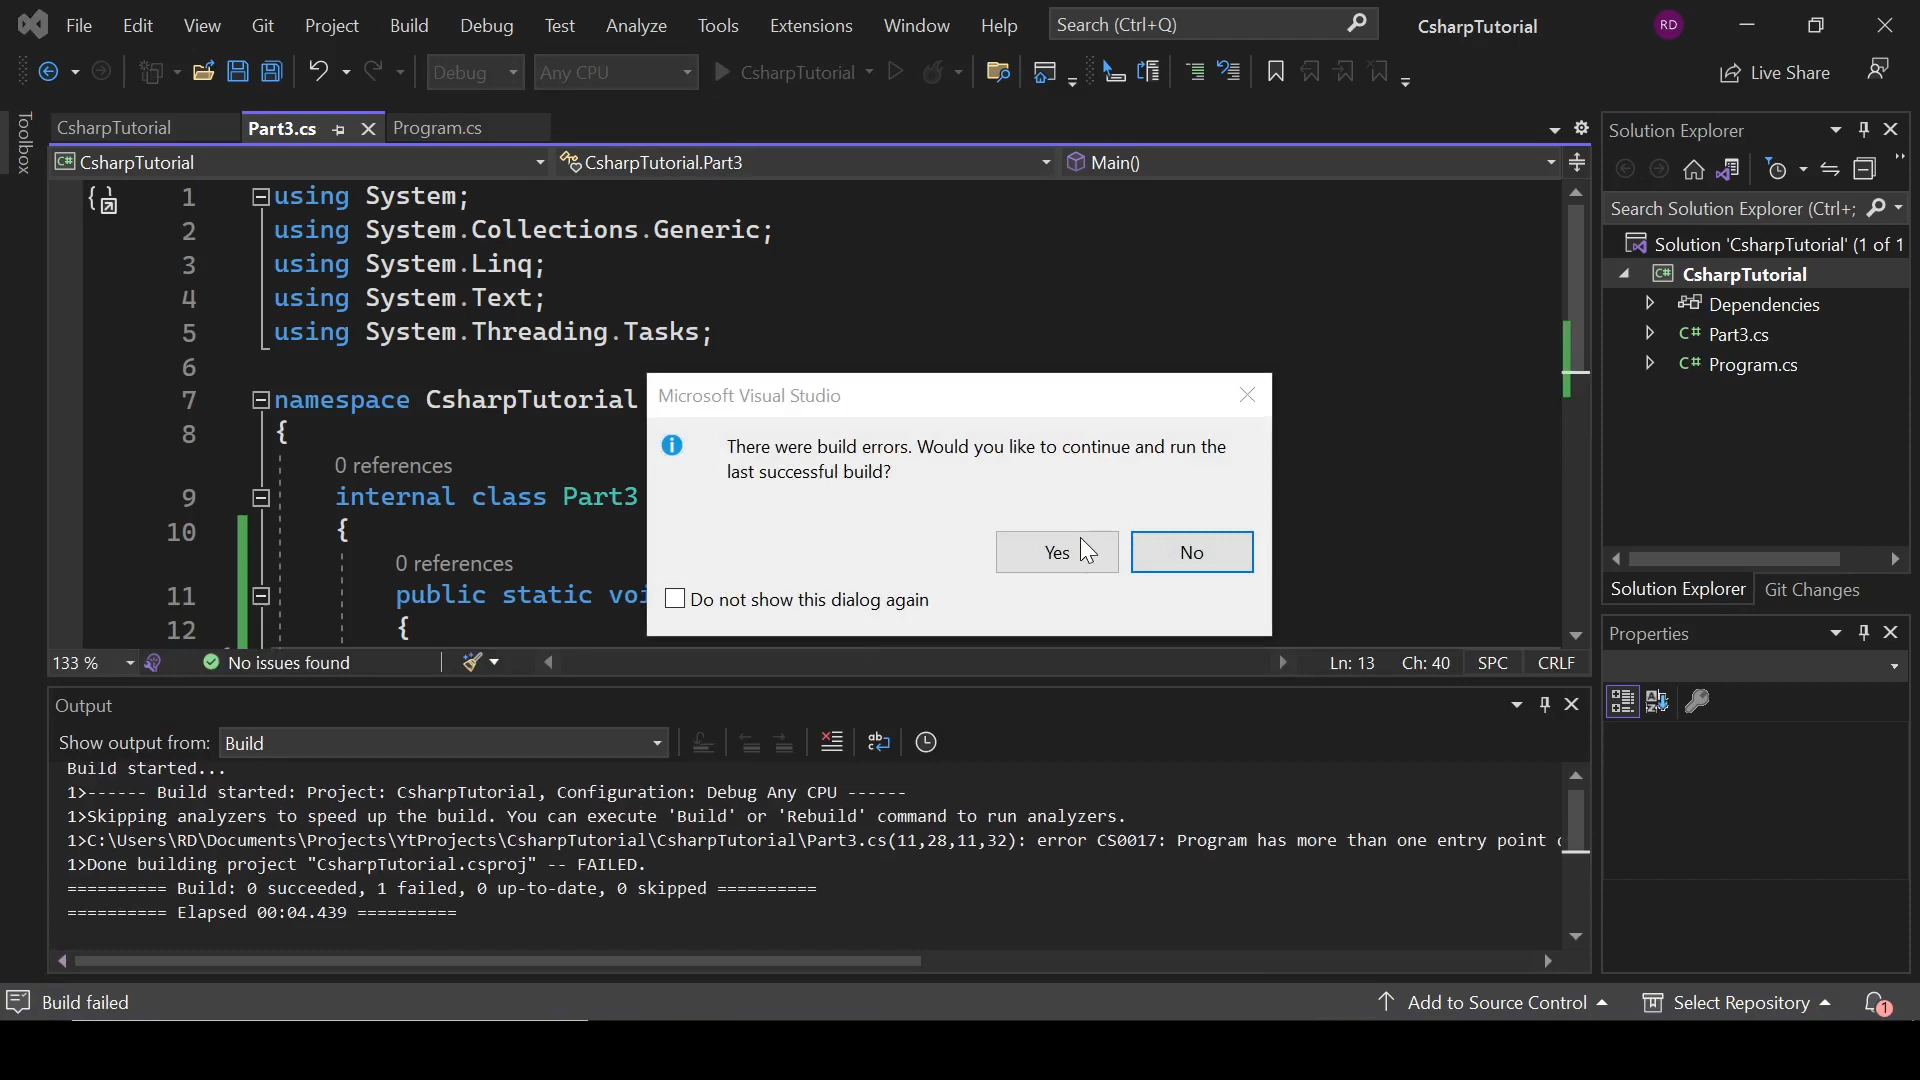 File Edit View Git Project Build Debug Test Analyze Tools Extensions Window Help Search (Ctrl+Q) CsharpTutorial RD
Debug Any CPU CsharpTutorial Live Share
Toolbox
CsharpTutorial Part3.cs Program.cs
C# CsharpTutorial CsharpTutorial.Part3 Main()
1 using System;
2 using System.Collections.Generic;
3 using System.Linq;
4 using System.Text;
5 using System.Threading.Tasks;
6
7 namespace CsharpTutorial
8 {
0 references
9 internal class Part3
10 {
0 references
11 public static voi
12 {
133 % No issues found Ln: 13 Ch: 40 SPC CRLF
Microsoft Visual Studio
There were build errors. Would you like to continue and run the
last successful build?
Yes No
Do not show this dialog again
Output
Show output from: Build
Build started...
1>------ Build started: Project: CsharpTutorial, Configuration: Debug Any CPU ------
1>Skipping analyzers to speed up the build. You can execute 'Build' or 'Rebuild' command to run analyzers.
1>C:\Users\RD\Documents\Projects\YtProjects\CsharpTutorial\CsharpTutorial\Part3.cs(11,28,11,32): error CS0017: Program has more than one entry point
1>Done building project "CsharpTutorial.csproj" -- FAILED.
========== Build: 0 succeeded, 1 failed, 0 up-to-date, 0 skipped ==========
========== Elapsed 00:04.439 ==========
Solution Explorer
Search Solution Explorer (Ctrl+;
Solution 'CsharpTutorial' (1 of 1
C# CsharpTutorial
Dependencies
C# Part3.cs
C# Program.cs
Solution Explorer Git Changes
Properties
Build failed Add to Source Control Select Repository 1